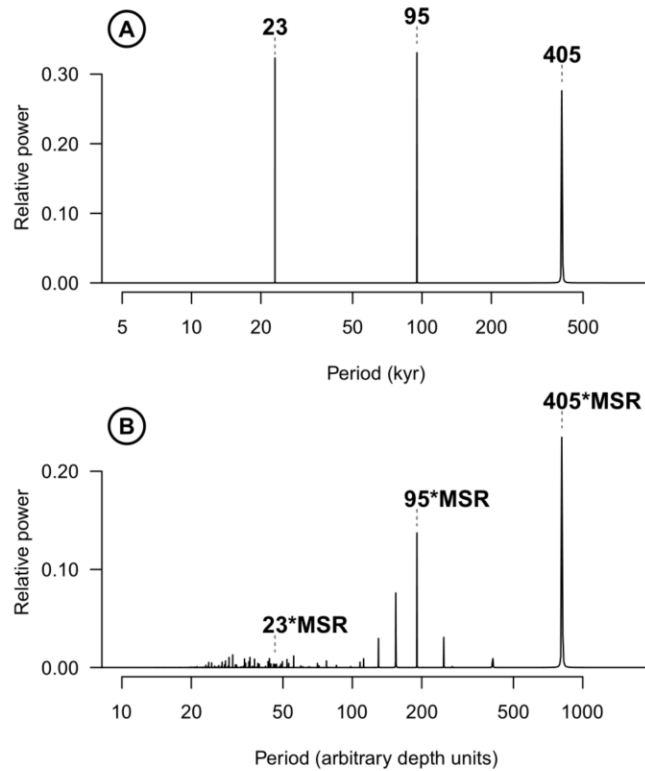 A
23
95
405
Relative power
0.30
0.20
0.10
0.00
5 10 20 50 100 200 500
Period (kyr)
B
405*MSR
95*MSR
23*MSR
Relative power
0.20
0.10
0.00
10 20 50 100 200 500 1000
Period (arbitrary depth units)